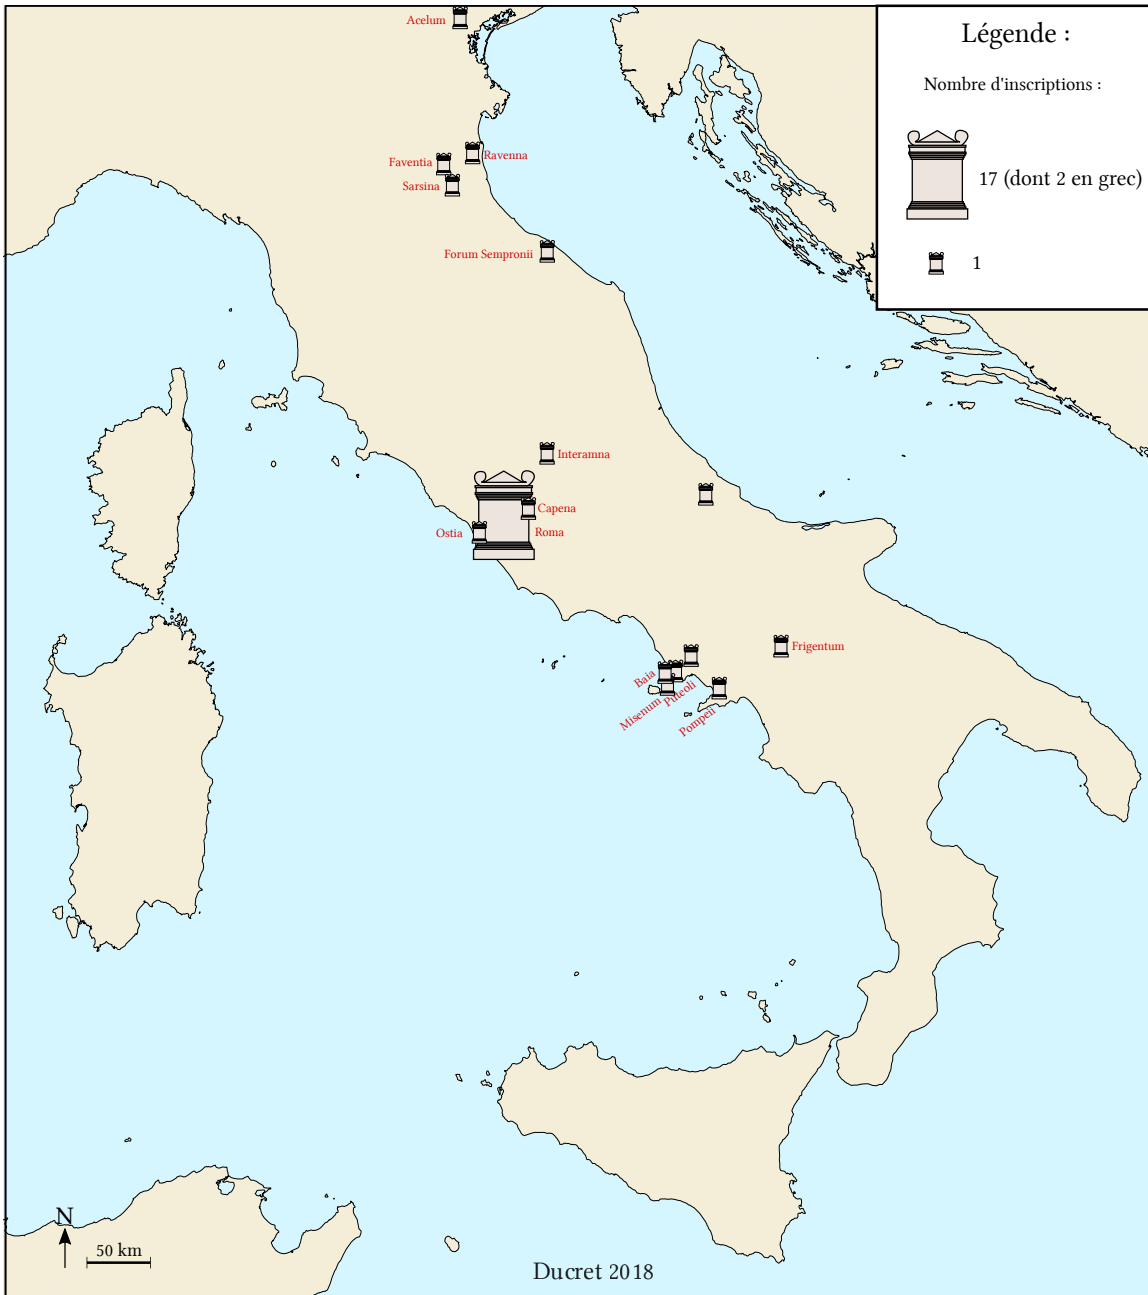 Légende :
Nombre d'inscriptions :
17 (dont 2 en grec)
1
Acelum
Ravenna
Faventia
Sarsina
Forum Sempronii
Interamna
Capena
Ostia
Roma
Frigentum
Baia
Puteoli
Misenum
Pompeii
N
50 km
Ducret 2018